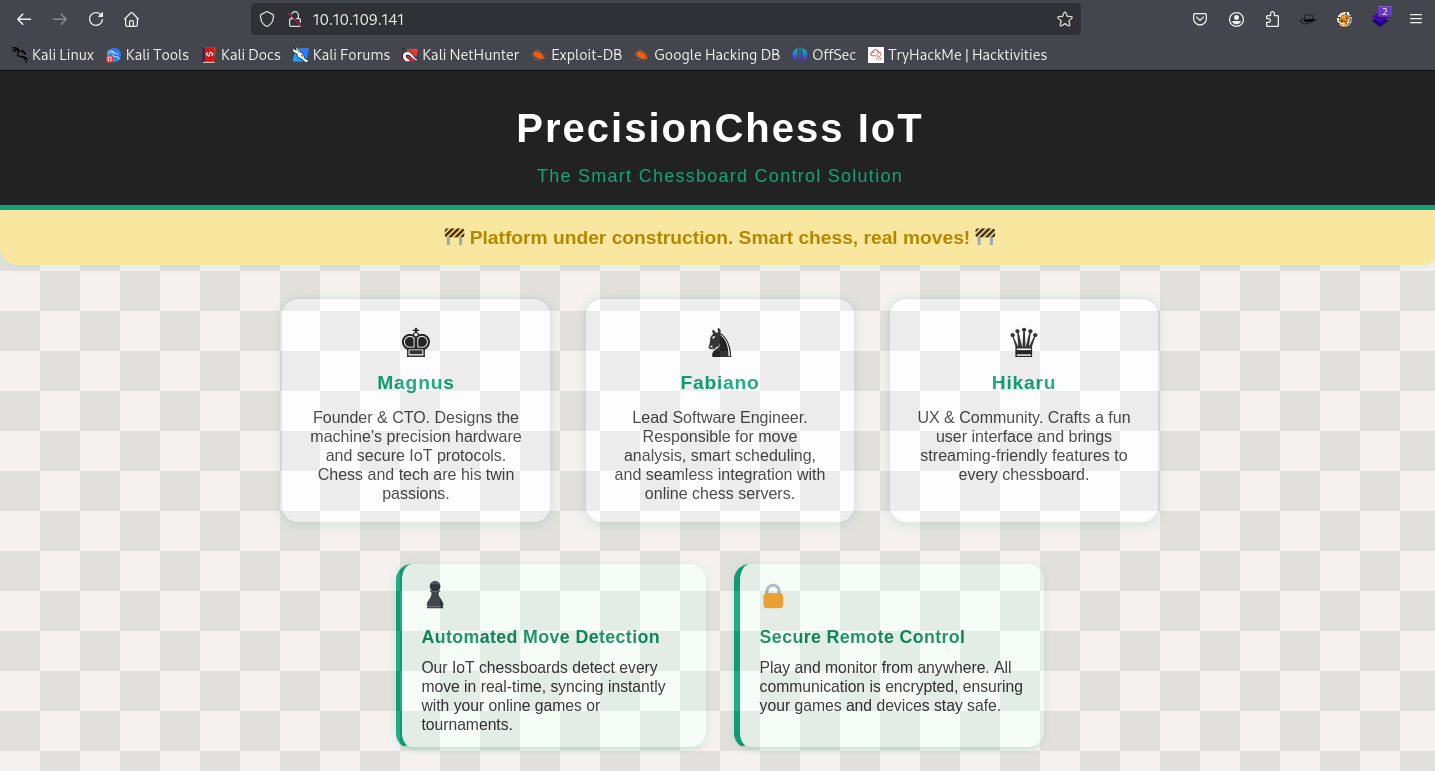 10.10.109.141
2
Kali Linux Kali Tools Kali Docs Kali Forums Kali NetHunter Exploit-DB Google Hacking DB OffSec TryHackMe | Hacktivities
PrecisionChess IoT
The Smart Chessboard Control Solution
🚧 Platform under construction. Smart chess, real moves! 🚧
Magnus
Founder & CTO. Designs the
machine's precision hardware
and secure IoT protocols.
Chess and tech are his twin
passions.
Fabiano
Lead Software Engineer.
Responsible for move
analysis, smart scheduling,
and seamless integration with
online chess servers.
Hikaru
UX & Community. Crafts a fun
user interface and brings
streaming-friendly features to
every chessboard.
Automated Move Detection
Our IoT chessboards detect every
move in real-time, syncing instantly
with your online games or
tournaments.
Secure Remote Control
Play and monitor from anywhere. All
communication is encrypted, ensuring
your games and devices stay safe.